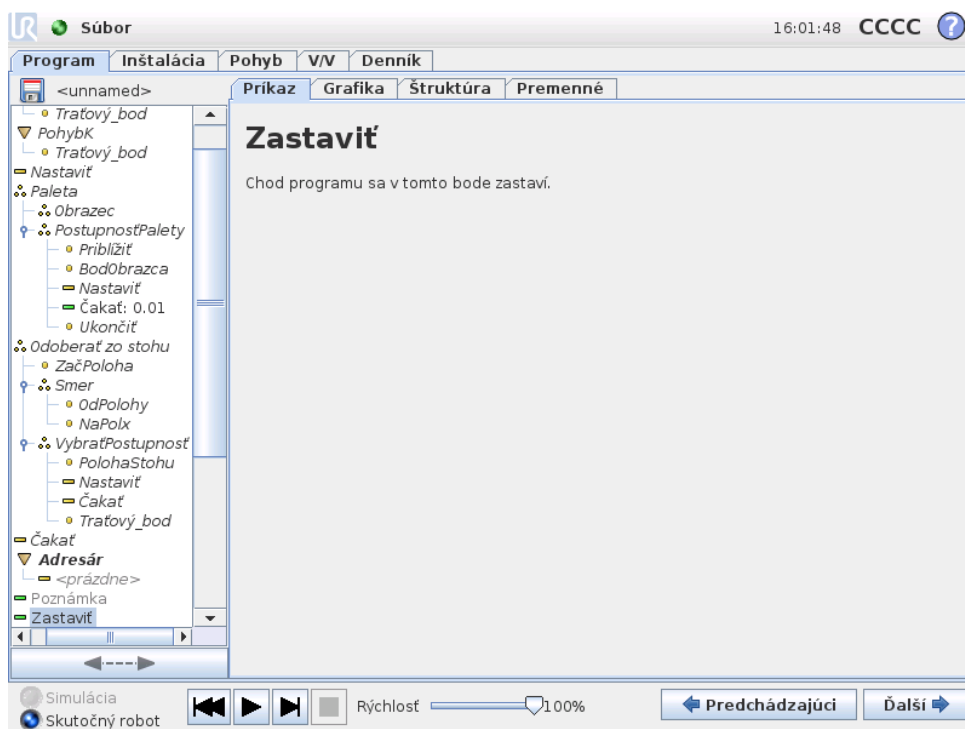 UR Súbor 16:01:48 CCCC ?
Program Inštalácia Pohyb V/V Denník
<unnamed>
Príkaz Grafika Štruktúra Premenné
Traťový_bod
PohybK
Traťový_bod
Nastaviť
Paleta
Obrazec
PostupnosťPalety
Priblížiť
BodObrazca
Nastaviť
Čakať: 0.01
Ukončiť
Odoberať zo stohu
ZačPoloha
Smer
OdPolohy
NaPolx
VybraťPostupnosť
PolohaStohu
Nastaviť
Čakať
Traťový_bod
Čakať
Adresár
<prázdne>
Poznámka
Zastaviť
Zastaviť
Chod programu sa v tomto bode zastaví.
Simulácia
Skutočný robot
Rýchlosť 100%
Predchádzajúci Ďalší